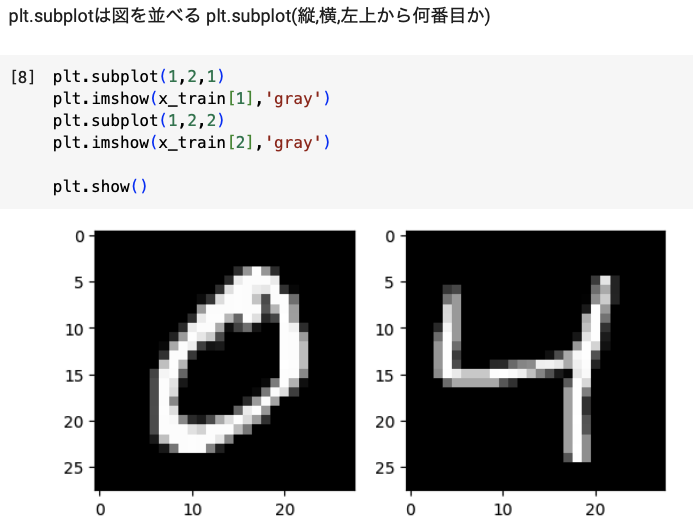 plt.subplotは図を並べる plt.subplot(縦,横,左上から何番目か)
[8] plt.subplot(1,2,1)
plt.imshow(x_train[1],'gray')
plt.subplot(1,2,2)
plt.imshow(x_train[2],'gray')
plt.show()
0
5
10
15
20
25
0 10 20
0
5
10
15
20
25
0 10 20
0 4